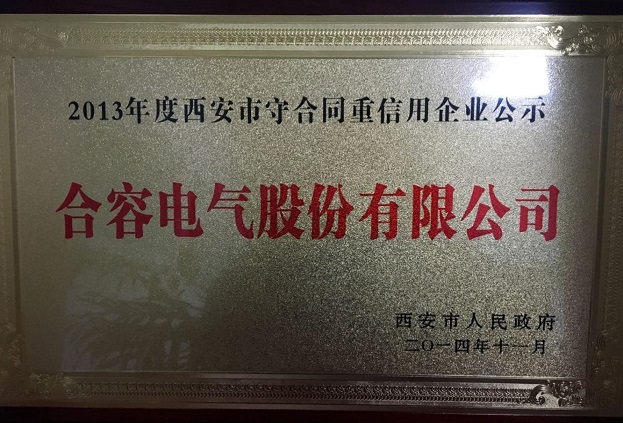 2013年度西安市守合同重信用企业公示
合容电气股份有限公司
西安市人民政府
二〇一四年十一月